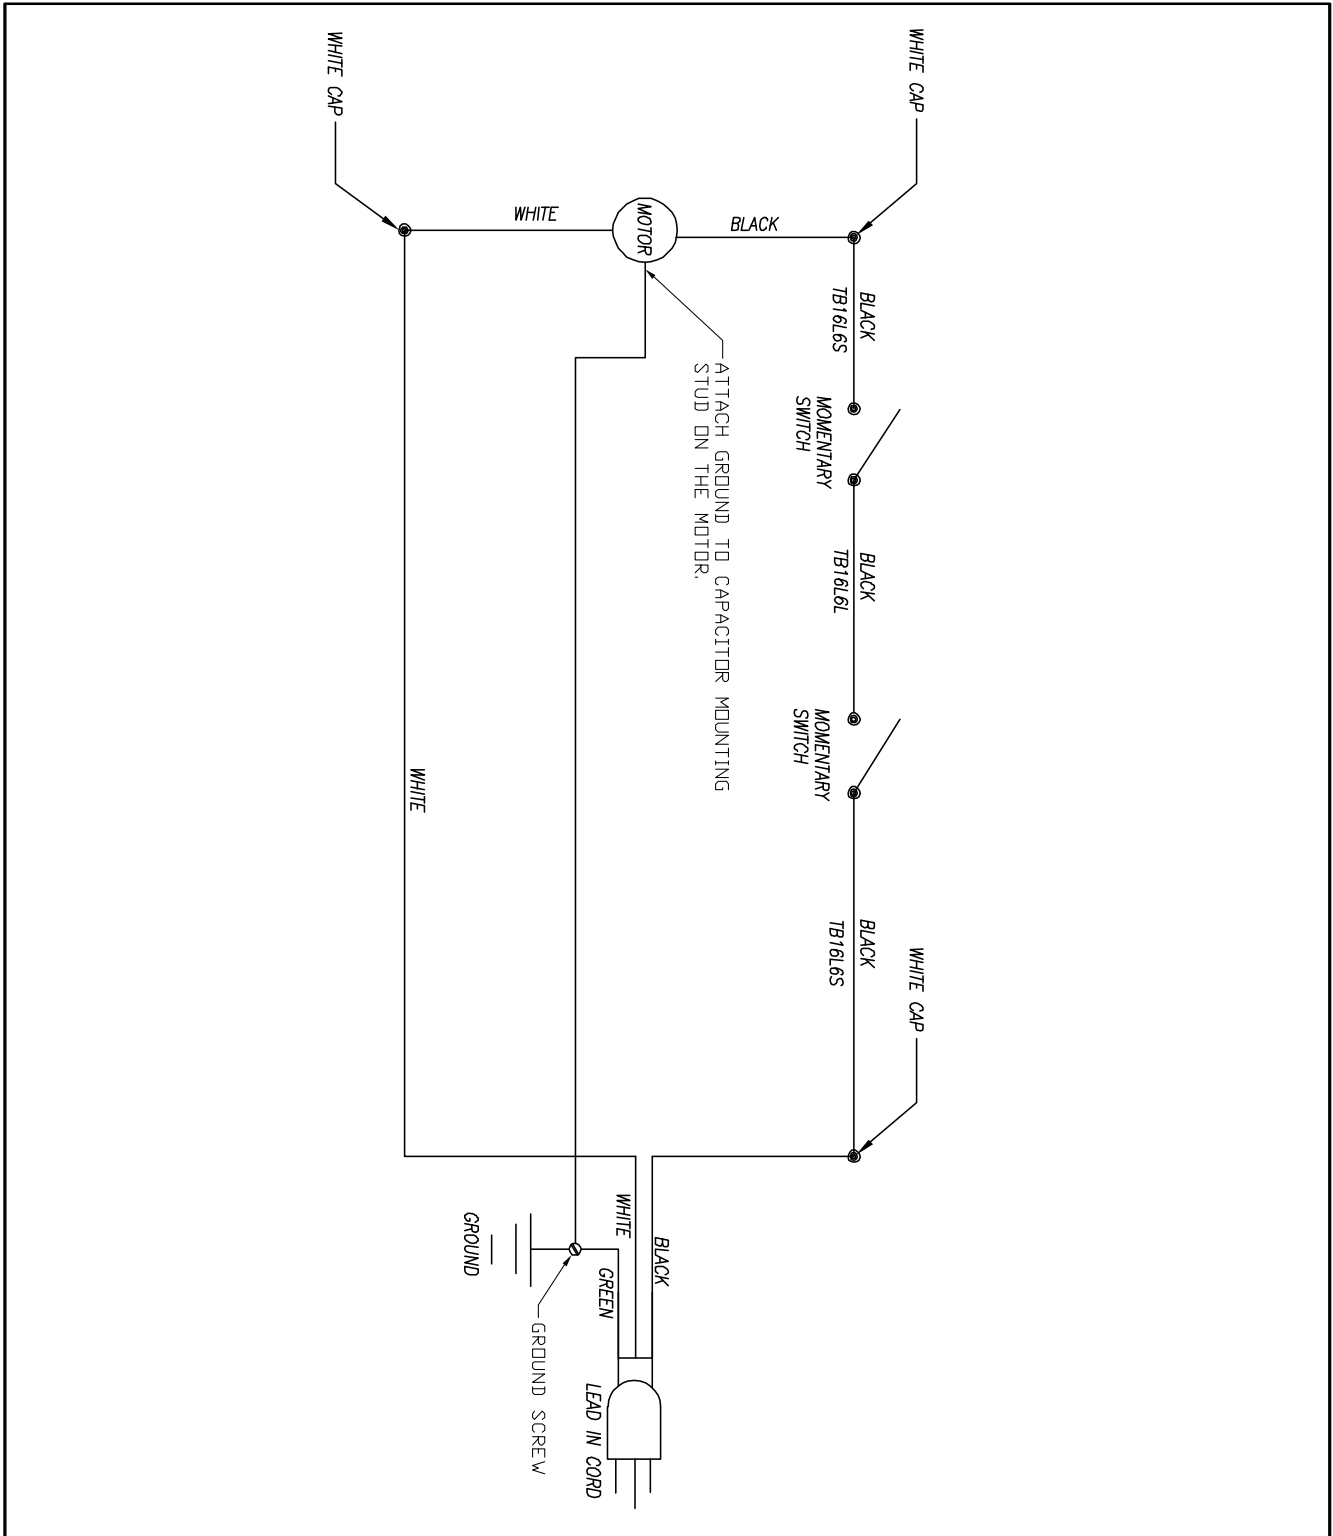 WHITE CAP
WHITE CAP
WHITE CAP
BLACK
TB16L6S
BLACK
TB16L6L
BLACK
TB16L6S
MOMENTARY
SWITCH
MOMENTARY
SWITCH
BLACK
MOTOR
WHITE
ATTACH GROUND TO CAPACITOR MOUNTING
STUD ON THE MOTOR.
WHITE
BLACK
WHITE
GREEN
GROUND
GROUND SCREW
LEAD IN CORD